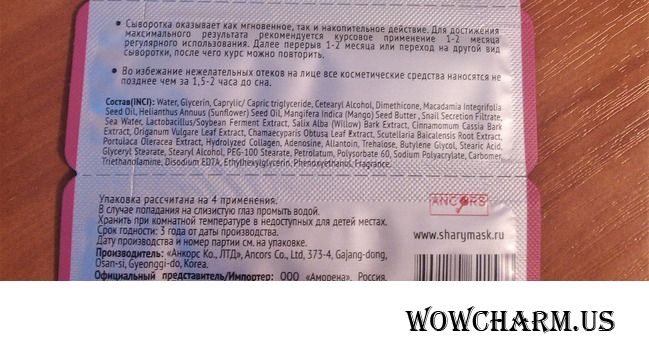 • Сыворотка оказывает как мгновенное, так и накопительное действие. Для достижения
максимального результата рекомендуется курсовое применение 1-2 месяца
регулярного использования. Далее перерыв 1-2 месяца или переход на другой вид
сыворотки, после чего курс можно повторить.
• Во избежание нежелательных отеков на лице все косметические средства наносятся не
позднее чем за 1,5-2 часа до сна.
Состав(INCI): Water, Glycerin, Caprylic/ Capric triglyceride, Cetearyl Alcohol, Dimethicone, Macadamia Integrifolia
Seed Oil, Helianthus Annuus (Sunflower) Seed Oil, Mangifera Indica (Mango) Seed Butter , Snail Secretion Filtrate,
Sea Water, Lactobacillus/Soybean Ferment Extract, Salix Alba (Willow) Bark Extract, Cinnamomum Cassia Bark
Extract, Origanum Vulgare Leaf Extract, Chamaecyparis Obtusa Leaf Extract, Scutellaria Baicalensis Root Extract,
Portulaca Oleracea Extract, Hydrolyzed Collagen, Adenosine, Allantoin, Trehalose, Butylene Glycol, Stearic Acid,
Glyceryl Stearate, Stearyl Alcohol, PEG-100 Stearate, Petrolatum, Polysorbate 60, Sodium Polyacrylate, Carbomer,
Triethanolamine, Disodium EDTA, Ethylhexylglycerin, Phenoxyethanol, Fragrance.
Упаковка рассчитана на 4 применения.
В случае попадания на слизистую глаз промыть водой.
Хранить при комнатной температуре в недоступных для детей местах.
Срок годности: 3 года от даты производства.
Дату производства и номер партии см. на упаковке.
Производитель: «Анкорс Ко., ЛТД», Ancors Co., Ltd, 373-4, Gajang-dong,
Osan-si, Gyeonggi-do, Korea.
Официальный представитель/Импортер: ООО «Аморена», Россия,
ANCORS
www.sharymask.ru
WOWCHARM.US